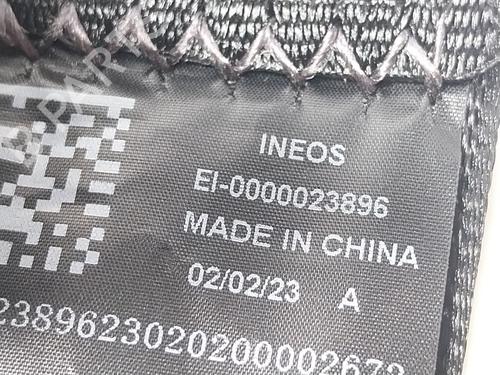 INEOS
EI-0000023896
MADE IN CHINA
02/02/23 A
238962302020000267